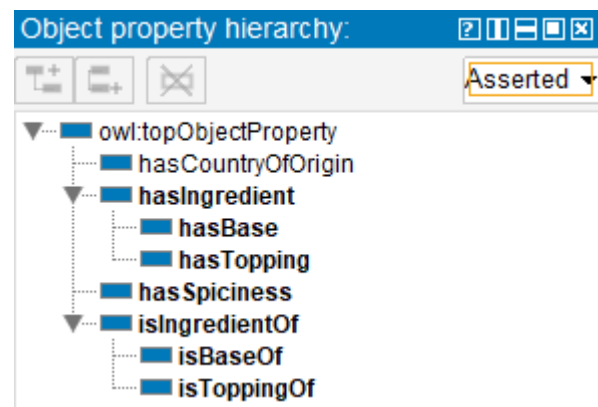 Object property hierarchy:
Asserted
owl:topObjectProperty
hasCountryOfOrigin
hasIngredient
hasBase
hasTopping
hasSpiciness
isIngredientOf
isBaseOf
isToppingOf